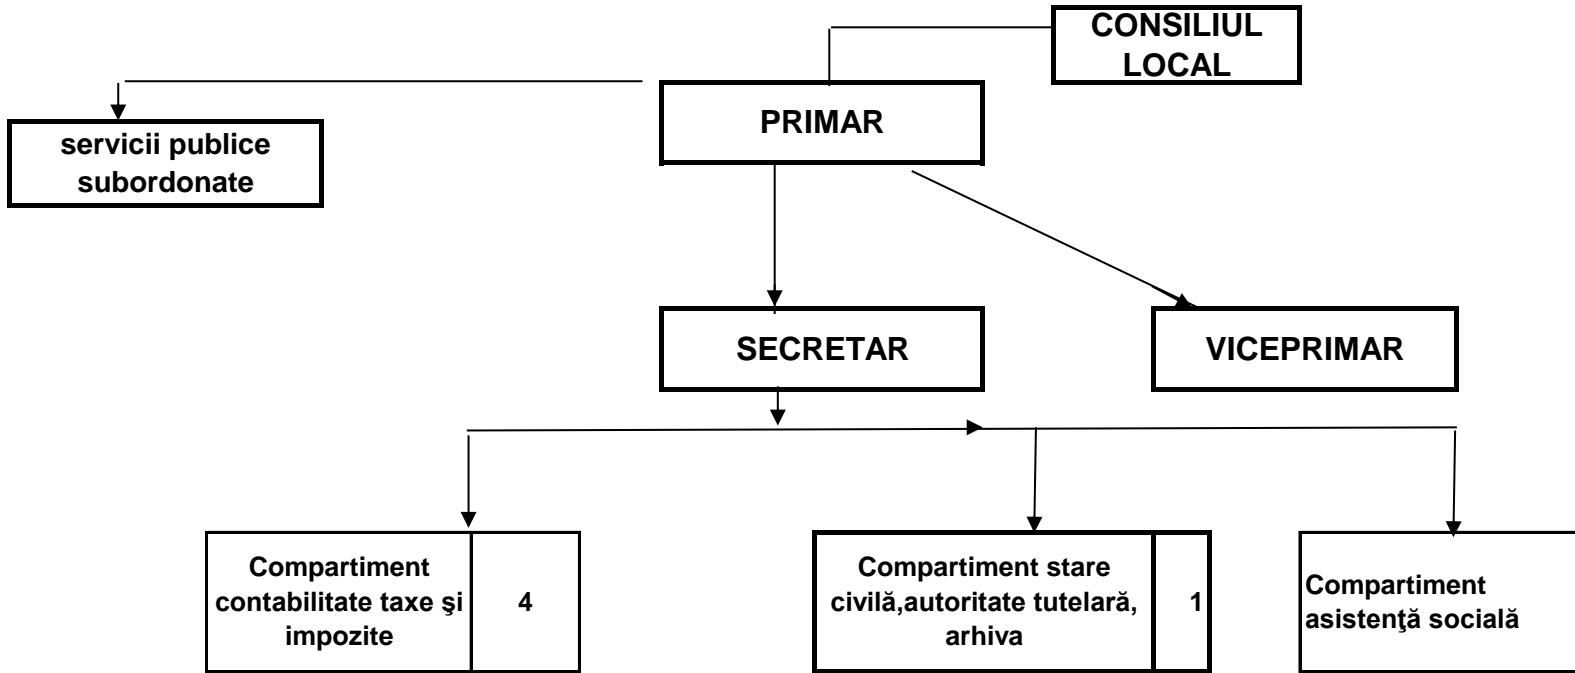 CONSILIUL
LOCAL
PRIMAR
servicii publice
subordonate
SECRETAR
VICEPRIMAR
Compartiment
contabilitate taxe şi
impozite
4
Compartiment stare
civilă,autoritate tutelară,
arhiva
1
Compartiment
asistenţă socială